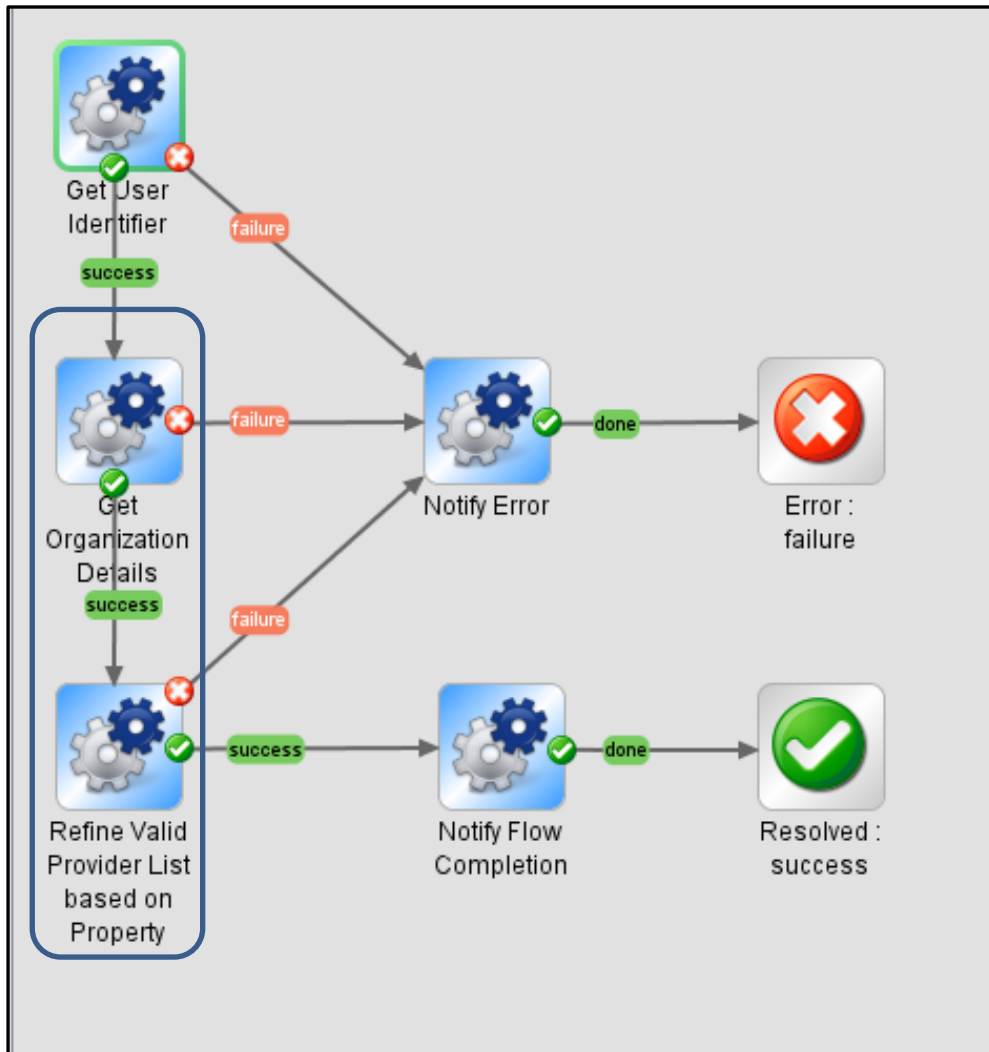 Get User
Identifier
failure
success
failure
done
Get
Organization
Details
Notify Error
Error :
failure
success
failure
success
done
Refine Valid
Provider List
based on
Property
Notify Flow
Completion
Resolved :
success